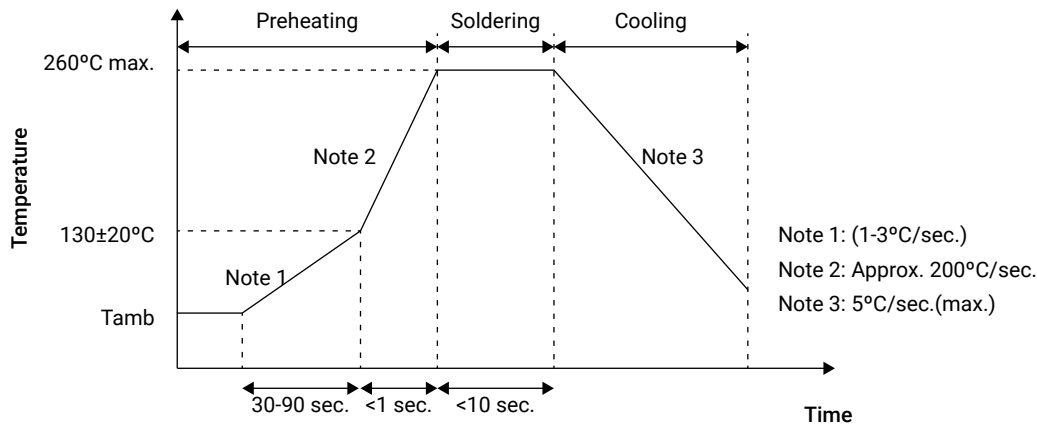 Preheating
Soldering
Cooling
260ºC max.
Temperature
Note 2
Note 3
130±20ºC
Note 1: (1-3ºC/sec.)
Note 1
Note 2: Approx. 200ºC/sec.
Note 3: 5ºC/sec.(max.)
Tamb
30-90 sec.
<1 sec.
<10 sec.
Time